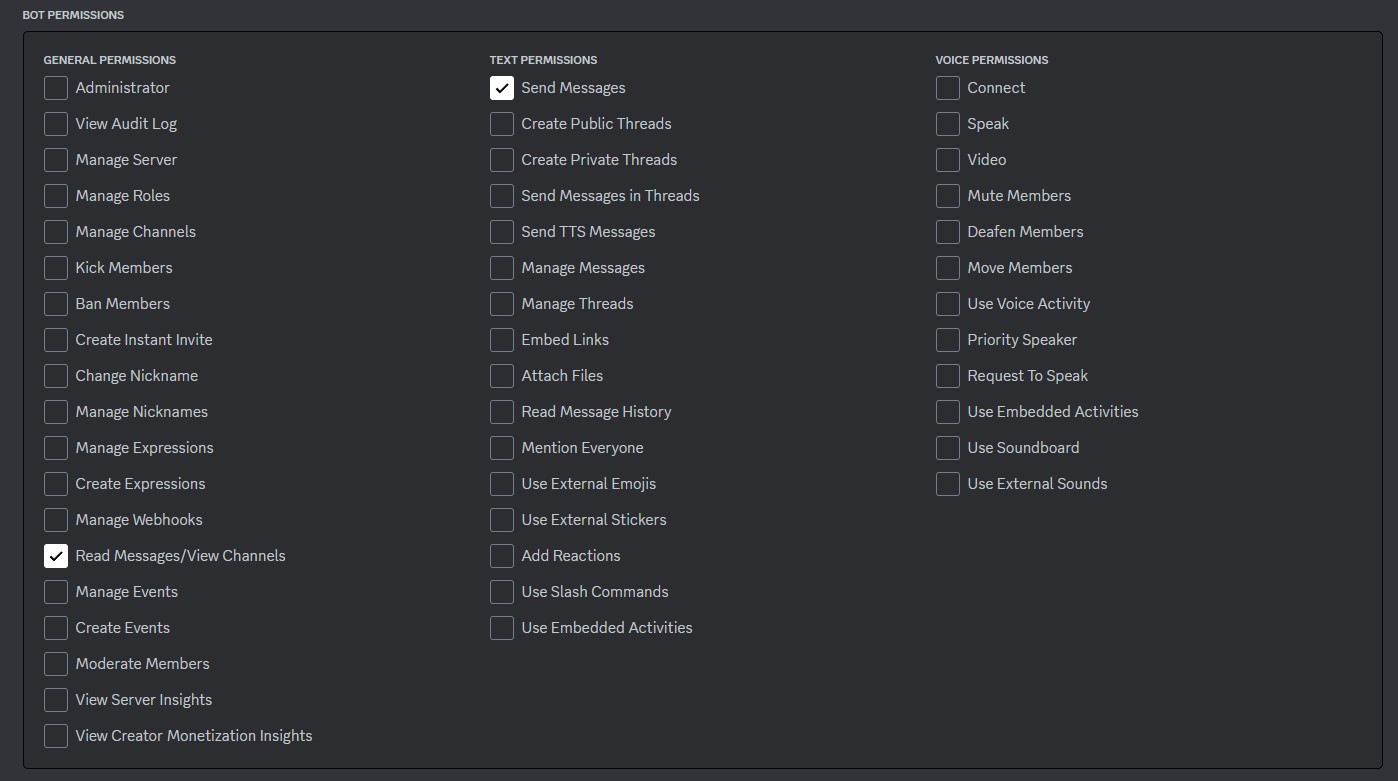 BOT PERMISSIONS
GENERAL PERMISSIONS
Administrator
View Audit Log
Manage Server
Manage Roles
Manage Channels
Kick Members
Ban Members
Create Instant Invite
Change Nickname
Manage Nicknames
Manage Expressions
Create Expressions
Manage Webhooks
Read Messages/View Channels
Manage Events
Create Events
Moderate Members
View Server Insights
View Creator Monetization Insights
TEXT PERMISSIONS
Send Messages
Create Public Threads
Create Private Threads
Send Messages in Threads
Send TTS Messages
Manage Messages
Manage Threads
Embed Links
Attach Files
Read Message History
Mention Everyone
Use External Emojis
Use External Stickers
Add Reactions
Use Slash Commands
Use Embedded Activities
VOICE PERMISSIONS
Connect
Speak
Video
Mute Members
Deafen Members
Move Members
Use Voice Activity
Priority Speaker
Request To Speak
Use Embedded Activities
Use Soundboard
Use External Sounds